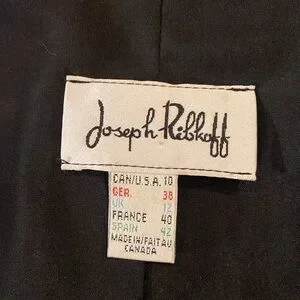 Joseph Ribkoff
CAN/U.S.A. 10
GER. 38
UK 12
FRANCE 40
SPAIN 42
MADE IN/FAIT AU
CANADA